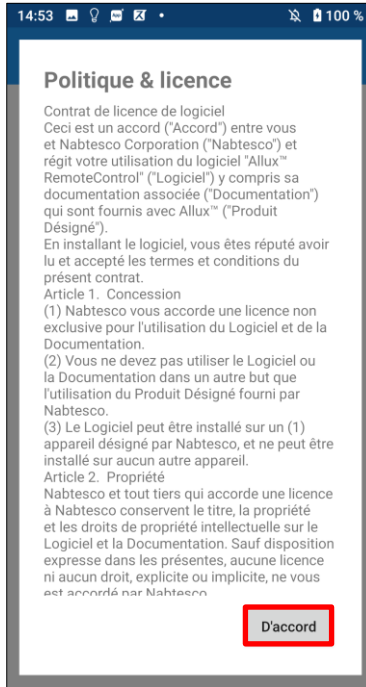 14:53 100 %
Politique & licence
Contrat de licence de logiciel
Ceci est un accord ("Accord") entre vous
et Nabtesco Corporation ("Nabtesco") et
régit votre utilisation du logiciel "Allux™
RemoteControl" ("Logiciel") y compris sa
documentation associée ("Documentation")
qui sont fournis avec Allux™ ("Produit
Désigné").
En installant le logiciel, vous êtes réputé avoir
lu et accepté les termes et conditions du
présent contrat.
Article 1.  Concession
(1) Nabtesco vous accorde une licence non
exclusive pour l'utilisation du Logiciel et de la
Documentation.
(2) Vous ne devez pas utiliser le Logiciel ou
la Documentation dans un autre but que
l'utilisation du Produit Désigné fourni par
Nabtesco.
(3) Le Logiciel peut être installé sur un (1)
appareil désigné par Nabtesco, et ne peut être
installé sur aucun autre appareil.
Article 2.  Propriété
Nabtesco et tout tiers qui accorde une licence
à Nabtesco conservent le titre, la propriété
et les droits de propriété intellectuelle sur le
Logiciel et la Documentation. Sauf disposition
expresse dans les présentes, aucune licence
ni aucun droit, explicite ou implicite, ne vous
est accordé par Nabtesco
D'accord